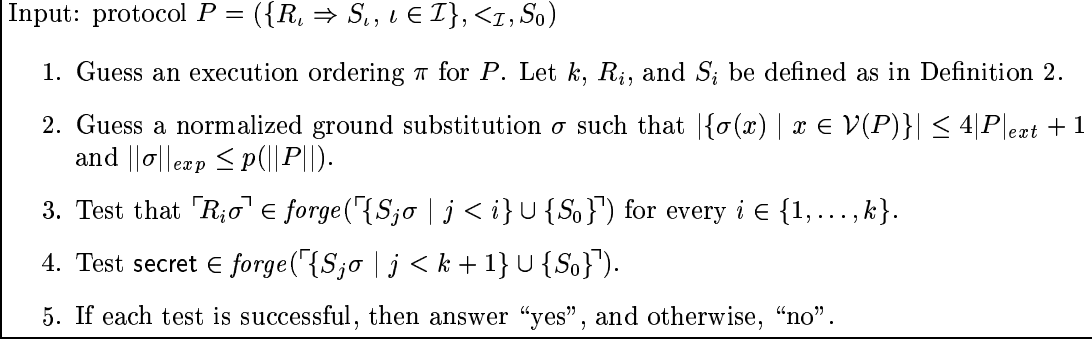 Input: protocol P = ({R_ι ⇒ S_ι, ι ∈ 𝓘}, <_𝓘, S_0)
1. Guess an execution ordering π for P. Let k, R_i, and S_i be defined as in Definition 2.
2. Guess a normalized ground substitution σ such that |{σ(x) | x ∈ 𝒱(P)}| ≤ 4|P|_ext + 1
and ||σ||_exp ≤ p(||P||).
3. Test that ⌜R_iσ⌝ ∈ forge(⌜{S_jσ | j < i} ∪ {S_0}⌝) for every i ∈ {1, . . . , k}.
4. Test secret ∈ forge(⌜{S_jσ | j < k + 1} ∪ {S_0}⌝).
5. If each test is successful, then answer “yes”, and otherwise, “no”.